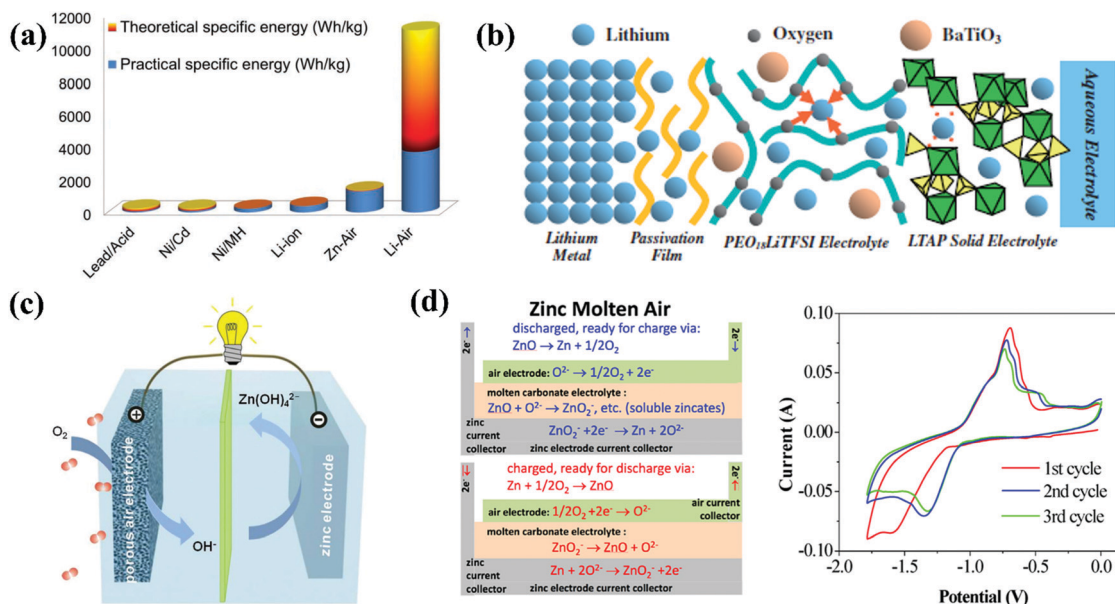 (a)
Theoretical specific energy (Wh/kg)
Practical specific energy (Wh/kg)
12000
10000
8000
6000
4000
2000
0
Lead/Acid
Ni/Cd
Ni/MH
Li-ion
Zn-Air
Li-Air
(b)
Lithium
Oxygen
BaTiO₃
Lithium
Metal
Passivation
Film
PEO₁₈LiTFSI Electrolyte
LTAP Solid Electrolyte
Aqueous Electrolyte
(c)
Zn(OH)₄²⁻
+
−
O₂
OH⁻
porous air electrode
zinc electrode
(d)
Zinc Molten Air
2e⁻→
discharged, ready for charge via:
ZnO → Zn + 1/2O₂
2e⁻→
air electrode: O²⁻ → 1/2O₂ + 2e⁻
molten carbonate electrolyte :
ZnO + O²⁻ → ZnO₂⁻, etc. (soluble zincates)
zinc
current
collector
ZnO₂⁻ +2e⁻ → Zn + 2O²⁻
zinc electrode current collector
2e⁻←
charged, ready for discharge via:
Zn + 1/2O₂ → ZnO
2e⁻→
air electrode: 1/2O₂ +2e⁻ → O²⁻
air current
collector
molten carbonate electrolyte :
ZnO₂⁻ → ZnO + O²⁻
zinc
current
collector
Zn + 2O²⁻ → ZnO₂⁻ +2e⁻
zinc electrode current collector
Current (A)
0.10
0.05
0.00
-0.05
-0.10
1st cycle
2nd cycle
3rd cycle
-2.0
-1.5
-1.0
-0.5
0.0
Potential (V)